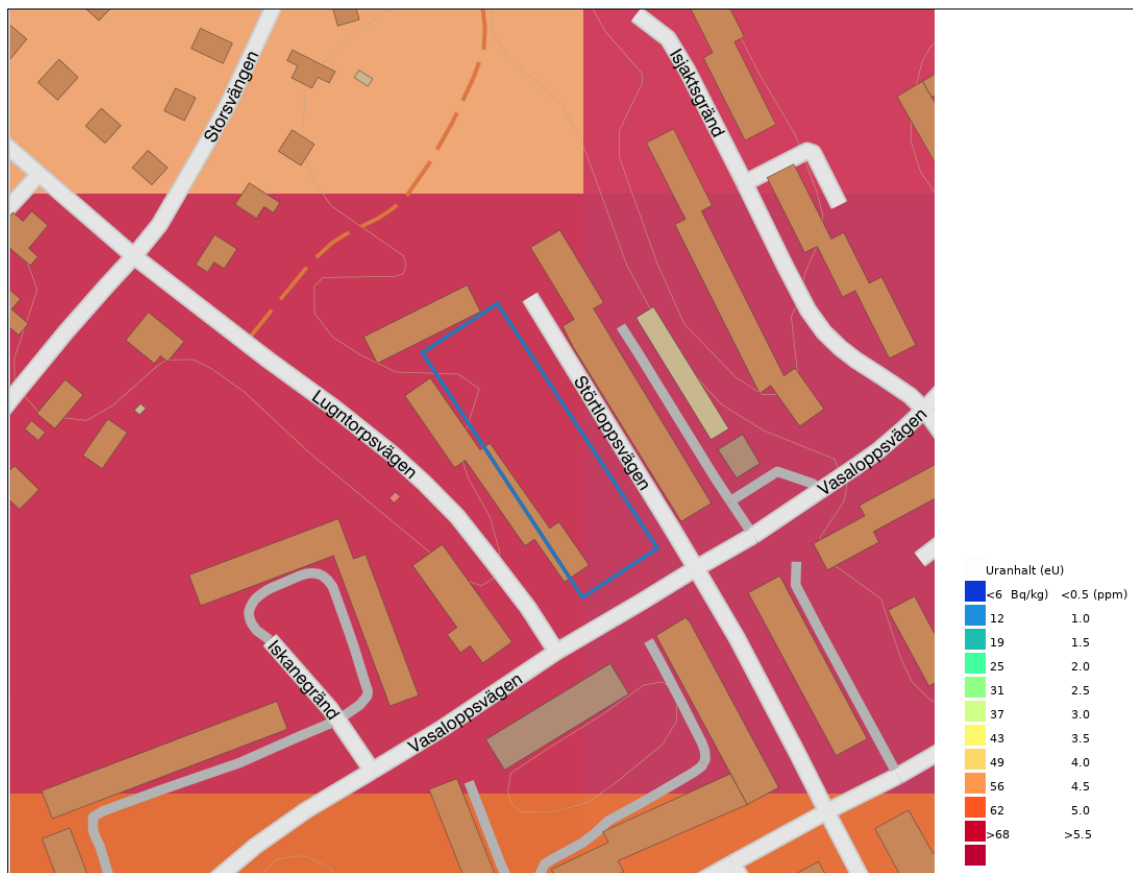 Isjaktsgränd
Storsvängen
Lugntorpsvägen
Störtloppsvägen
Vasaloppsvägen
Iskanegränd
Vasaloppsvägen
Uranhalt (eU)
<6 Bq/kg) <0.5 (ppm)
12 1.0
19 1.5
25 2.0
31 2.5
37 3.0
43 3.5
49 4.0
56 4.5
62 5.0
>68 >5.5